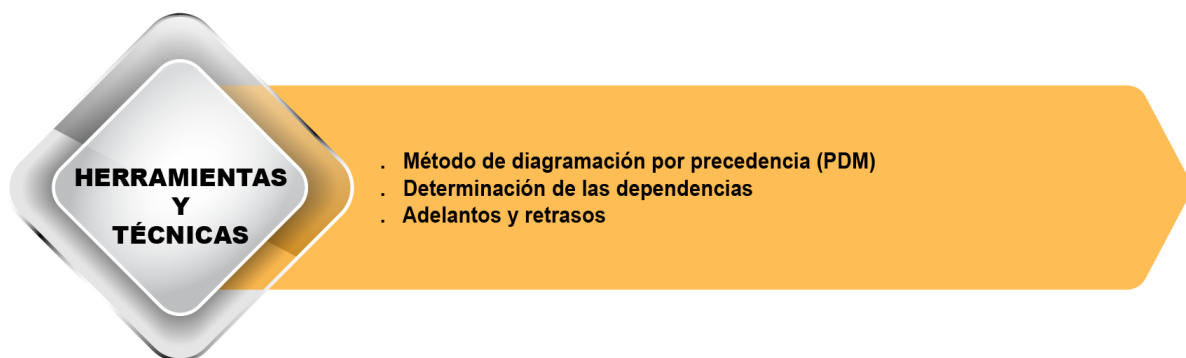 HERRAMIENTAS
Y
TÉCNICAS
. Método de diagramación por precedencia (PDM)
. Determinación de las dependencias
. Adelantos y retrasos